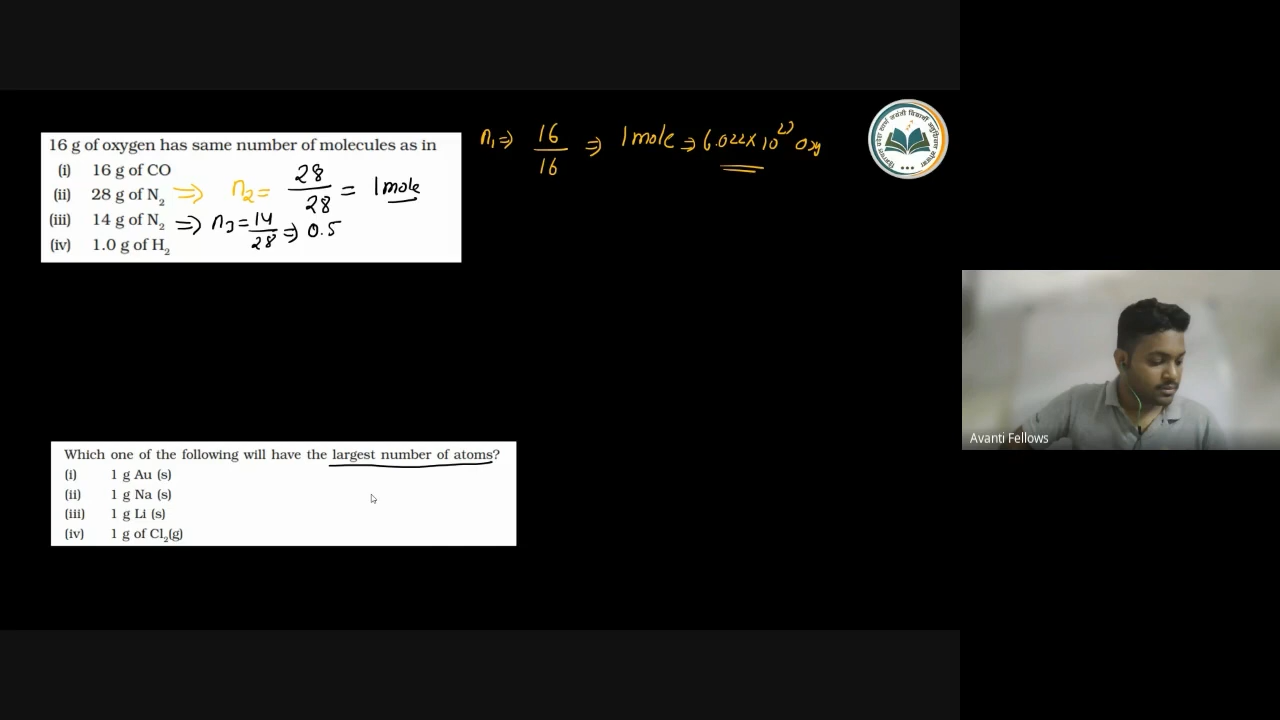 16 g of oxygen has same number of molecules as in
(i) 16 g of CO
(ii) 28 g of N₂ ⇒ n₂ = 28/28 = 1 mole
(iii) 14 g of N₂ ⇒ n₃ = 14/28 ⇒ 0.5
(iv) 1.0 g of H₂
n₁ ⇒ 16/16 ⇒ 1 mole ⇒ 6.022 × 10²³ Oxy
Which one of the following will have the largest number of atoms?
(i) 1 g Au (s)
(ii) 1 g Na (s)
(iii) 1 g Li (s)
(iv) 1 g of Cl₂(g)
Avanti Fellows